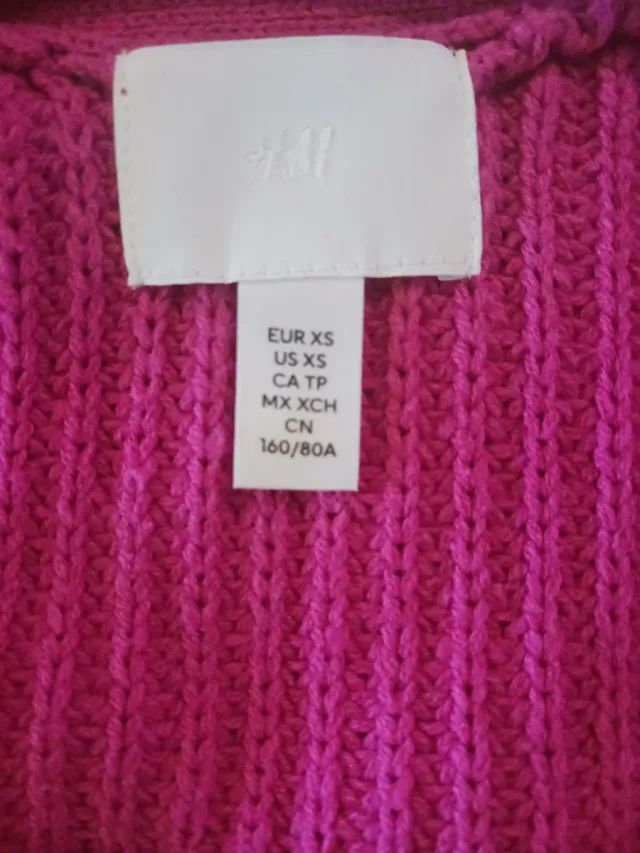 H&M
EUR XS
US XS
CA TP
MX XCH
CN
160/80A